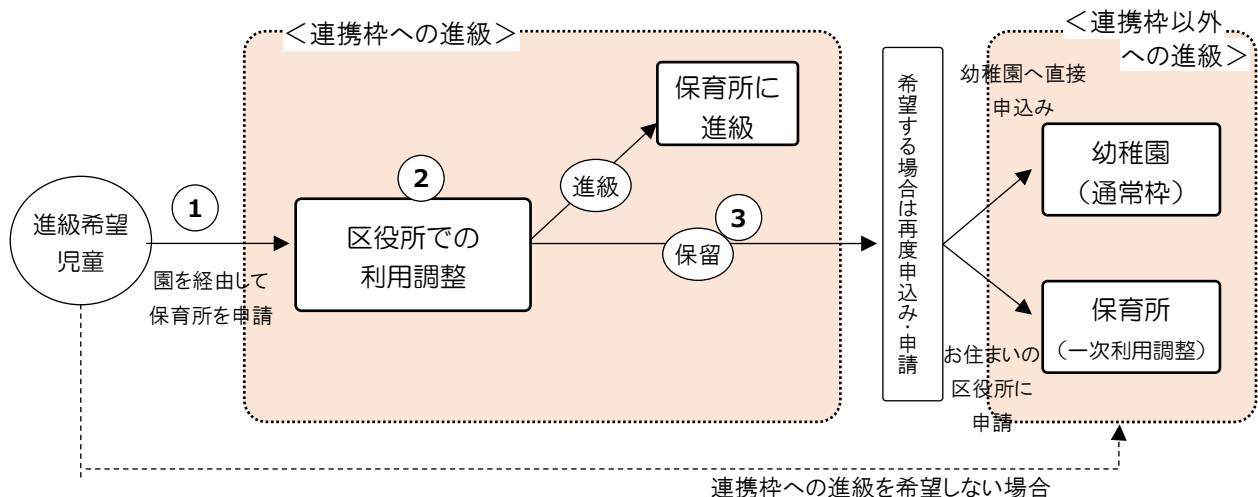 ＜連携枠への進級＞
＜連携枠以外
への進級＞
進級希望
児童
1
園を経由して
保育所を申請
2
区役所での
利用調整
進級
保育所に
進級
3
保留
希望する場合は再度申込み・申請
幼稚園へ直接
申込み
幼稚園
（通常枠）
保育所
（一次利用調整）
お住まいの
区役所に
申請
連携枠への進級を希望しない場合